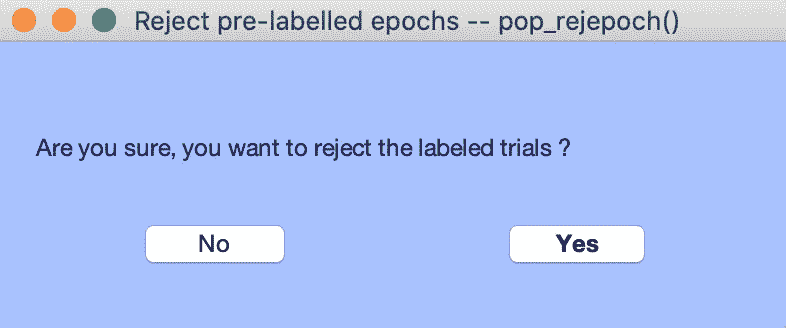 Reject pre-labelled epochs -- pop_rejepoch()
Are you sure, you want to reject the labeled trials ?
No
Yes